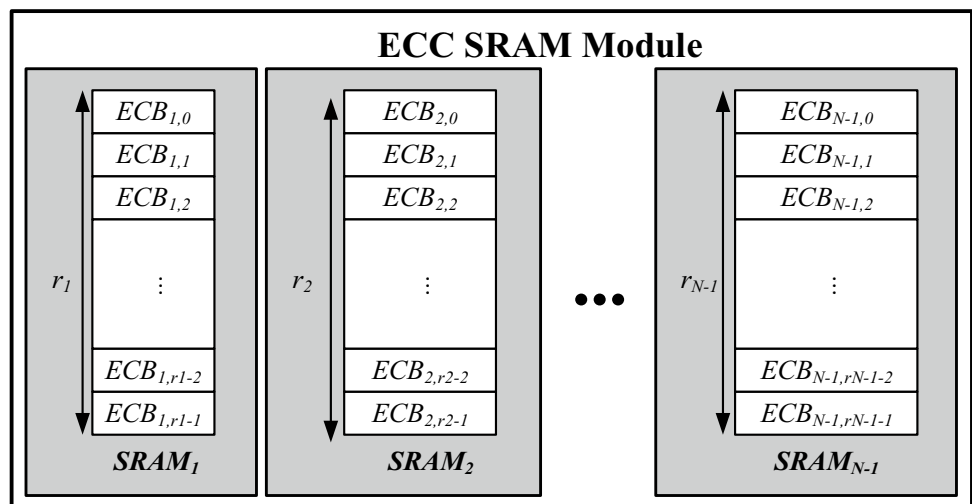 ECC SRAM Module
ECB1,0 ECB2,0 ECBN-1,0
ECB1,1 ECB2,1 ECBN-1,1
ECB1,2 ECB2,2 ECBN-1,2
r1 ⋮ r2 ⋮ ••• rN-1 ⋮
ECB1,r1-2 ECB2,r2-2 ECBN-1,rN-1-2
ECB1,r1-1 ECB2,r2-1 ECBN-1,rN-1-1
SRAM1 SRAM2 SRAMN-1